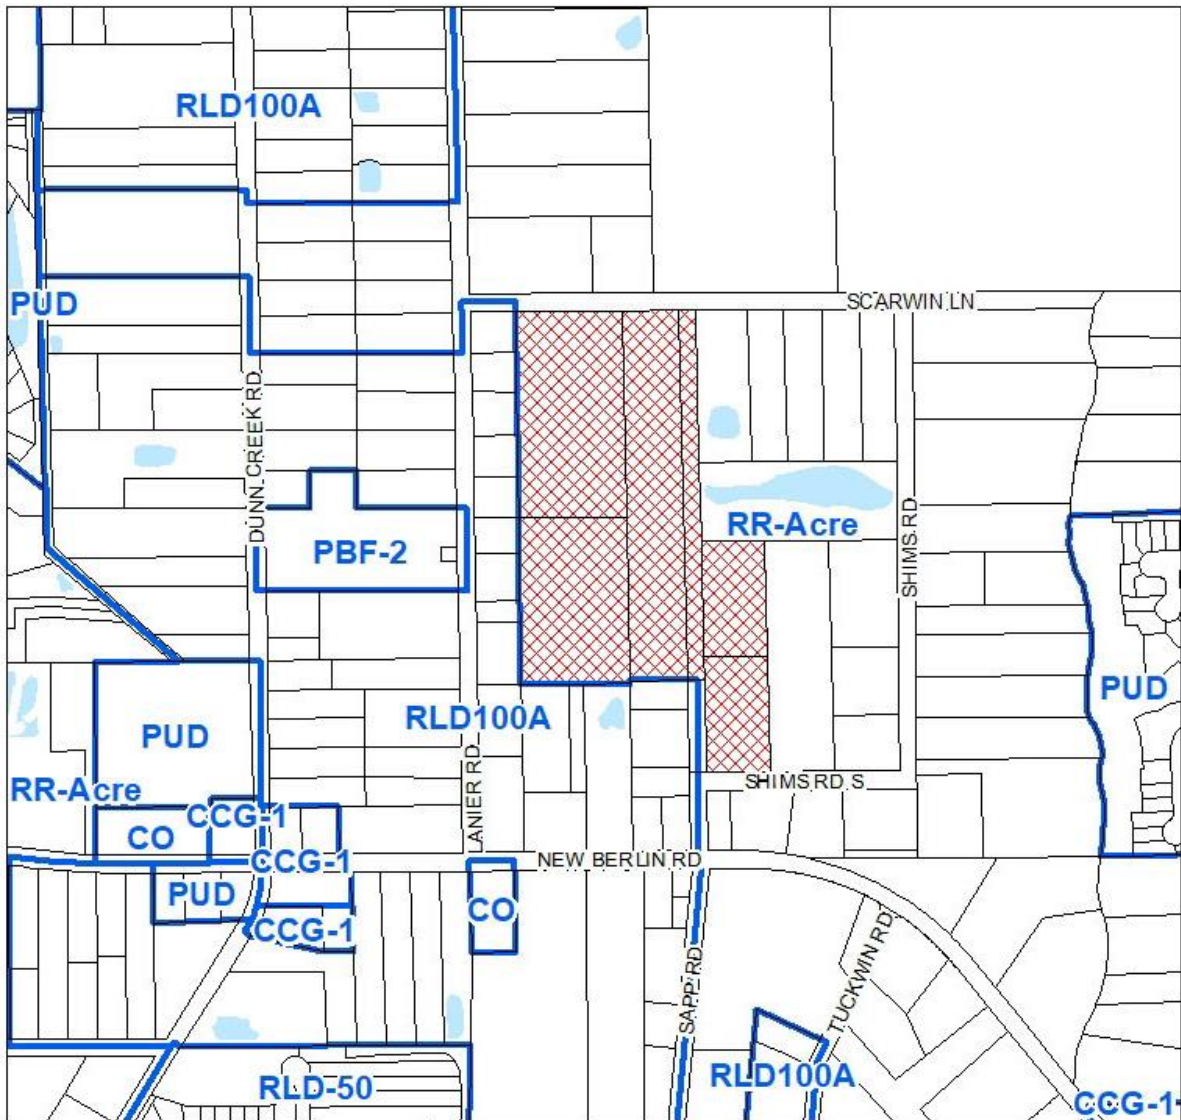 RLD100A
PUD
SCARWIN LN
DUNN CREEK RD
RR-Acre
SHIMS RD
PBF-2
PUD
RLD100A
PUD
LANIER RD
RR-Acre
SHIMS RD S
CCG-1
CO
CCG-1
NEW BERLIN RD
PUD
CO
CCG-1
SAPP RD
TUCKWIN RD
RLD-50
RLD100A
CCG-1